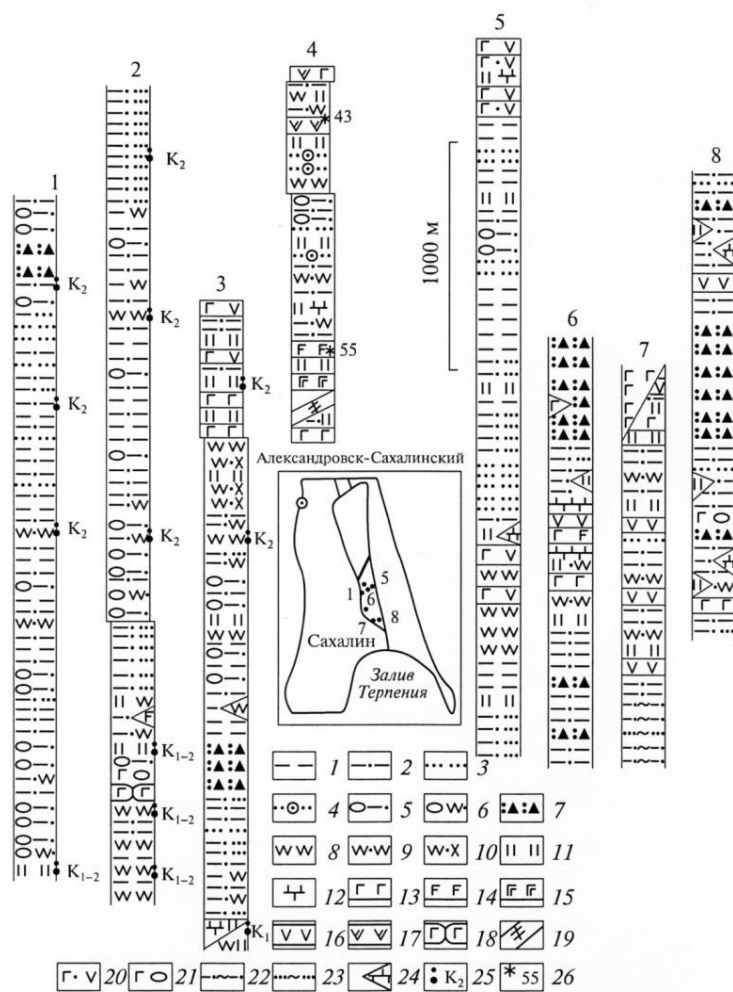 5
4
2
43
8
K₂
1
1000 м
K₂
3
K₂
6
55
7
K₂
K₂
Александровск-Сахалинский
K₂
K₂
K₂
5
1
6
8
7
Сахалин
Залив
Терпения
1 2 3
K₁₋₂
4 5 6 7
K₁₋₂
8 9 10 11
K₁₋₂
K₁₋₂
12 13 14 15
K₁
16 17 18 19
20 21 22 23 24 K₂ 25 55 26